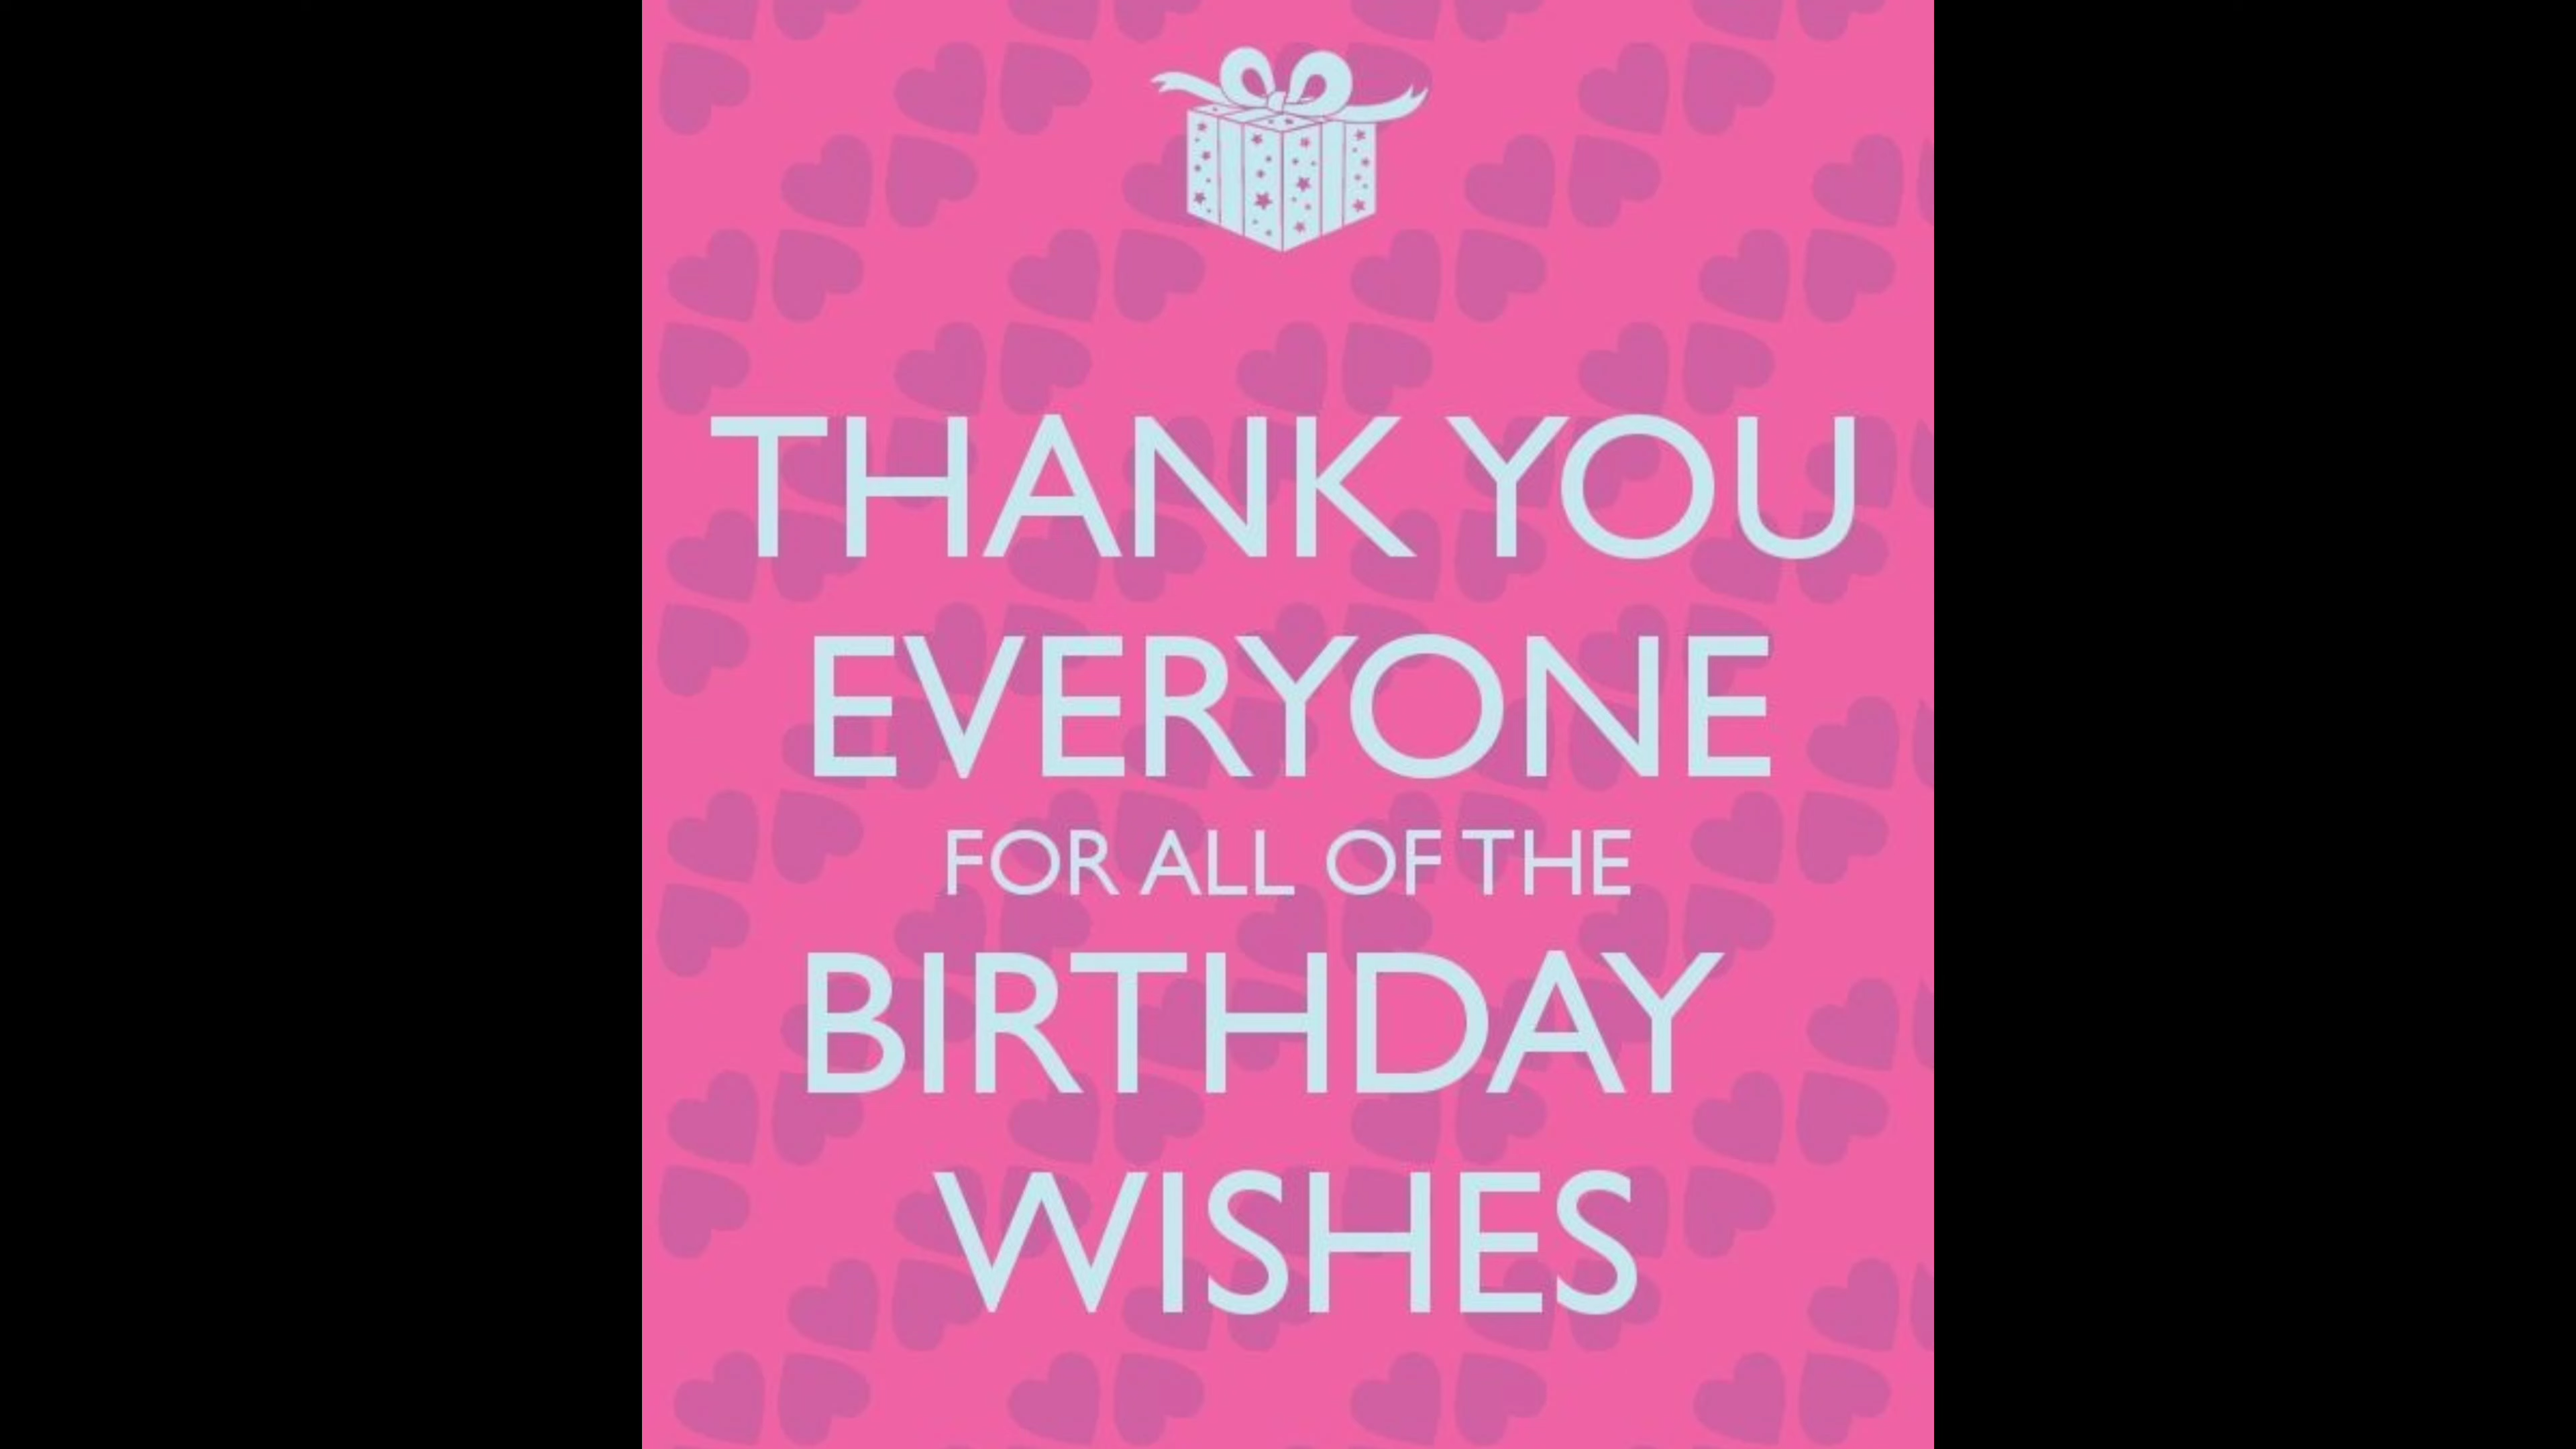 THANK YOU
EVERYONE
FOR ALL OF THE
BIRTHDAY
WISHES